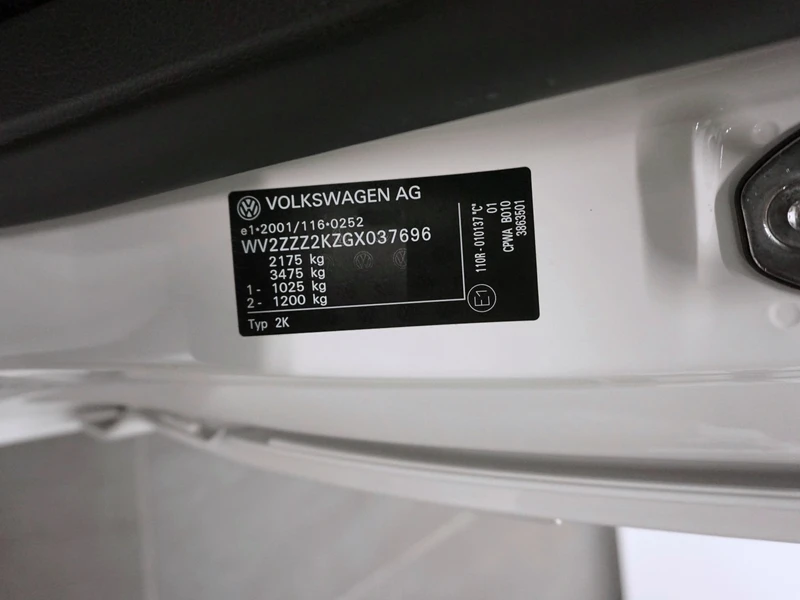 VOLKSWAGEN AG
e1*2001/116*0252
WV2ZZZ2KZGX037696
2175 kg
3475 kg
1- 1025 kg
2- 1200 kg
Typ 2K
110R-010137"C"
01
CPWA B010
3863501
E1